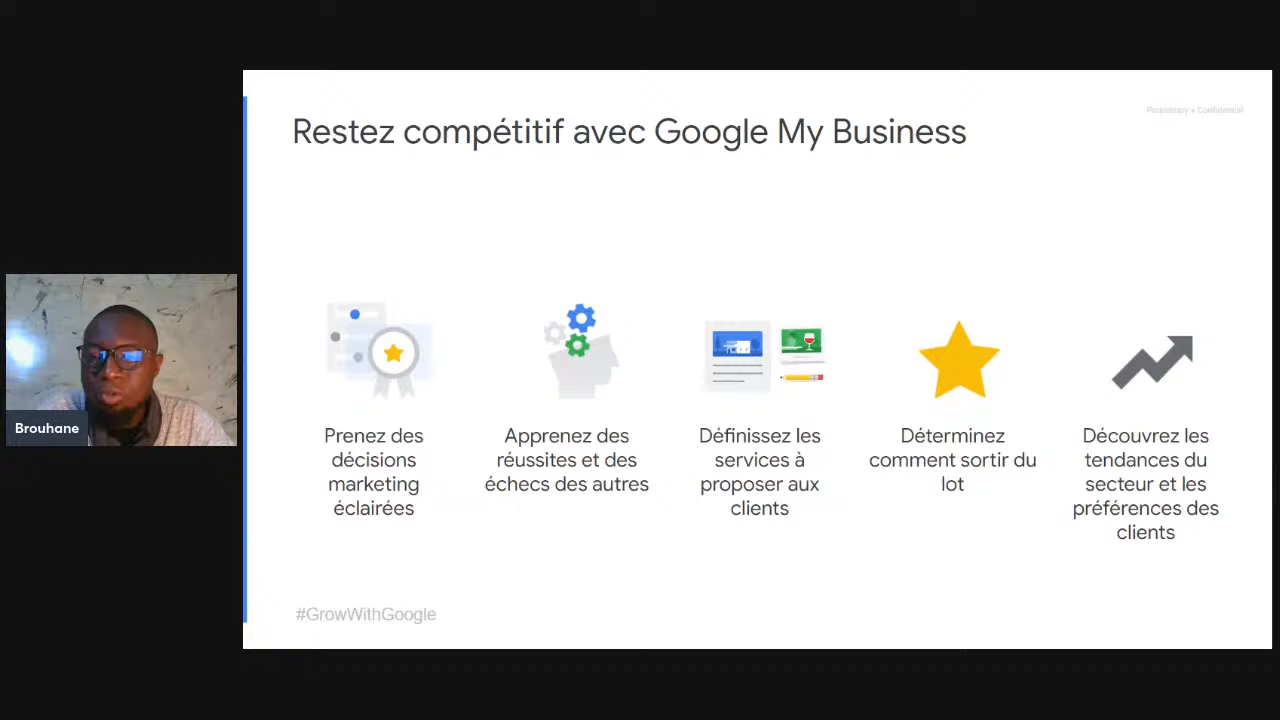 Proprietary + Confidential
Restez compétitif avec Google My Business
Prenez des
décisions
marketing
éclairées
Apprenez des
réussites et des
échecs des autres
Définissez les
services à
proposer aux
clients
Déterminez
comment sortir du
lot
Découvrez les
tendances du
secteur et les
préférences des
clients
Brouhane
#GrowWithGoogle